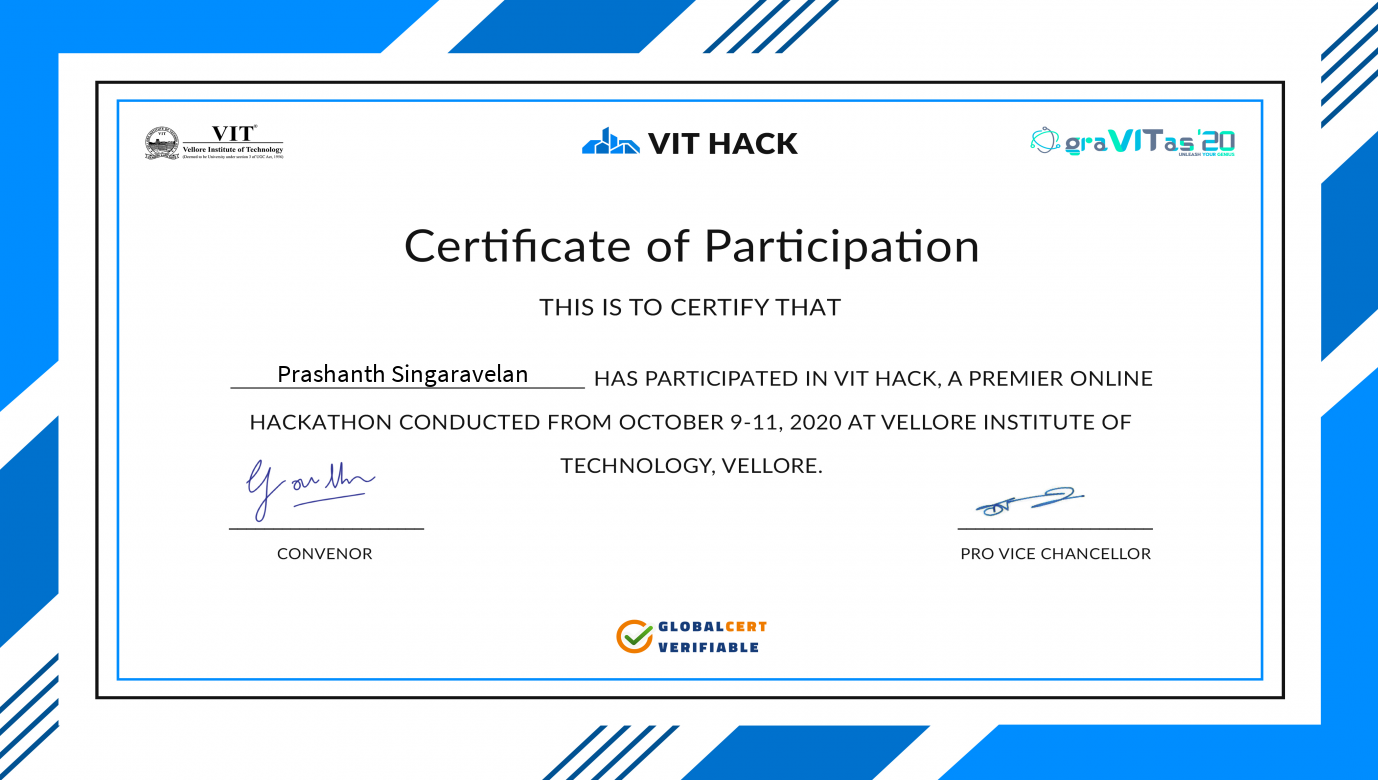 VIT®
Vellore Institute of Technology
(Deemed to be University under section 3 of UGC Act, 1956)
VIT HACK
graVITas'20
UNLEASH YOUR GENIUS
Certificate of Participation
THIS IS TO CERTIFY THAT
Prashanth Singaravelan HAS PARTICIPATED IN VIT HACK, A PREMIER ONLINE
HACKATHON CONDUCTED FROM OCTOBER 9-11, 2020 AT VELLORE INSTITUTE OF
TECHNOLOGY, VELLORE.
CONVENOR
PRO VICE CHANCELLOR
GLOBALCERT
VERIFIABLE